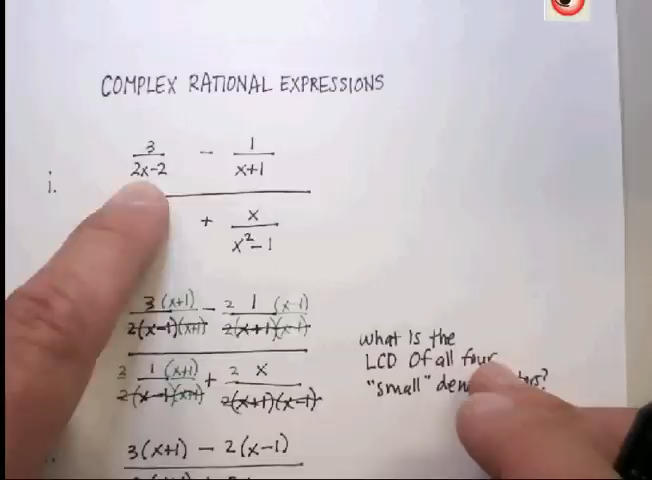 COMPLEX RATIONAL EXPRESSIONS
i.
3/(2x-2) - 1/(x+1)
+ x/(x²-1)
3(x+1)/2(x-1)(x+1) - 2 1(x-1)/2(x+1)(x-1)
2 1(x+1)/2(x-1)(x+1) + 2 x/2(x+1)(x-1)
what is the
LCD of all four
"small"
3(x+1) - 2(x-1)